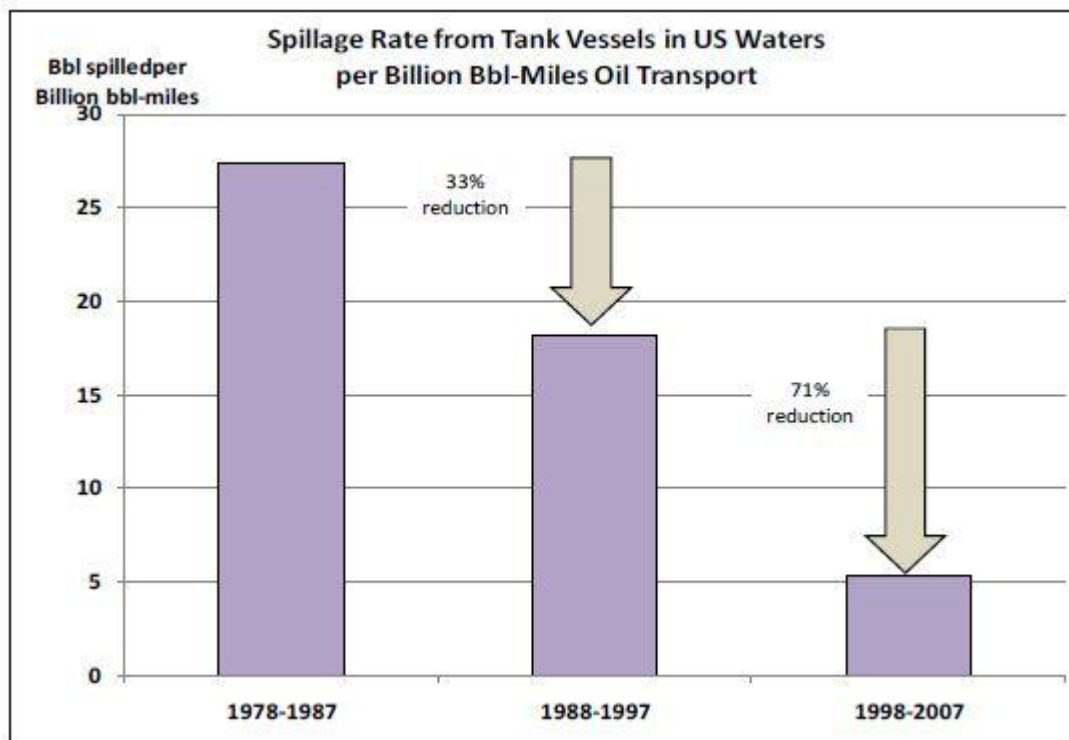 Spillage Rate from Tank Vessels in US Waters
per Billion Bbl-Miles Oil Transport
Bbl spilledper
Billion bbl-miles
30
25
20
15
10
5
0
33%
reduction
71%
reduction
1978-1987
1988-1997
1998-2007